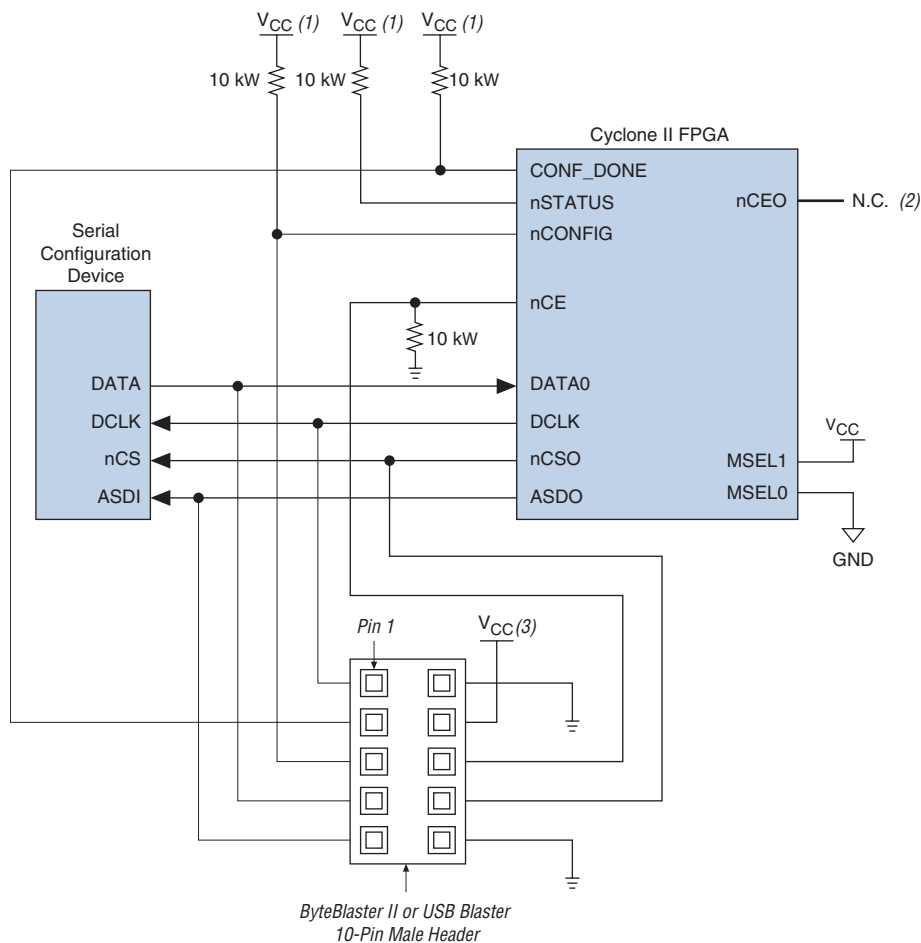 VCC (1) VCC (1) VCC (1)
10 kW 10 kW 10 kW
Cyclone II FPGA
CONF_DONE
nSTATUS
nCONFIG
nCE
nCEO
N.C. (2)
10 kW
Serial
Configuration
Device
DATA
DCLK
nCS
ASDI
DATA0
DCLK
nCSO
ASDO
MSEL1
MSEL0
VCC
GND
Pin 1
VCC (3)
ByteBlaster II or USB Blaster
10-Pin Male Header